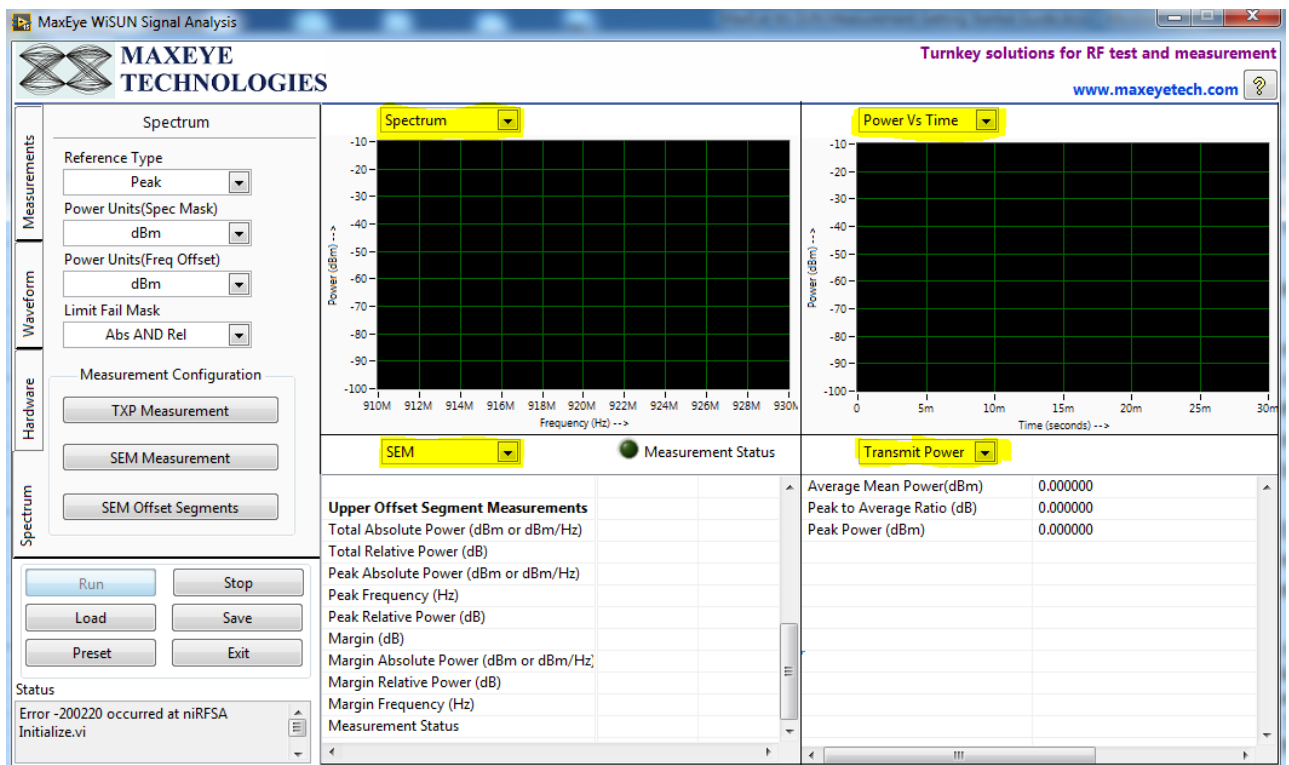 MaxEye WiSUN Signal Analysis
MAXEYE
TECHNOLOGIES
Turnkey solutions for RF test and measurement
www.maxeyetech.com
Measurements
Waveform
Hardware
Spectrum
Spectrum
Reference Type
Peak
Power Units(Spec Mask)
dBm
Power Units(Freq Offset)
dBm
Limit Fail Mask
Abs AND Rel
Measurement Configuration
TXP Measurement
SEM Measurement
SEM Offset Segments
Run Stop
Load Save
Preset Exit
Status
Error -200220 occurred at niRFSA
Initialize.vi
Spectrum
Power (dBm) -->
-10
-20
-30
-40
-50
-60
-70
-80
-90
-100
910M 912M 914M 916M 918M 920M 922M 924M 926M 928M 930M
Frequency (Hz) -->
Power Vs Time
Power (dBm) -->
-10
-20
-30
-40
-50
-60
-70
-80
-90
-100
0 5m 10m 15m 20m 25m 30m
Time (seconds) -->
SEM Measurement Status
Upper Offset Segment Measurements
Total Absolute Power (dBm or dBm/Hz)
Total Relative Power (dB)
Peak Absolute Power (dBm or dBm/Hz)
Peak Frequency (Hz)
Peak Relative Power (dB)
Margin (dB)
Margin Absolute Power (dBm or dBm/Hz)
Margin Relative Power (dB)
Margin Frequency (Hz)
Measurement Status
Transmit Power
Average Mean Power(dBm) 0.000000
Peak to Average Ratio (dB) 0.000000
Peak Power (dBm) 0.000000